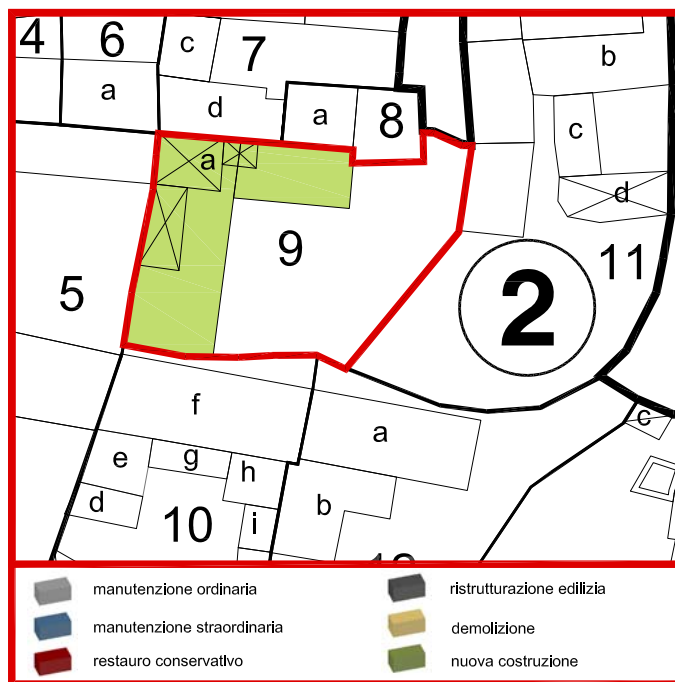 4 6 c 7 b
a d a 8 c
a d
9 11
5 2
f
a c
e g h
d b
10 i
manutenzione ordinaria ristrutturazione edilizia
manutenzione straordinaria demolizione
restauro conservativo nuova costruzione